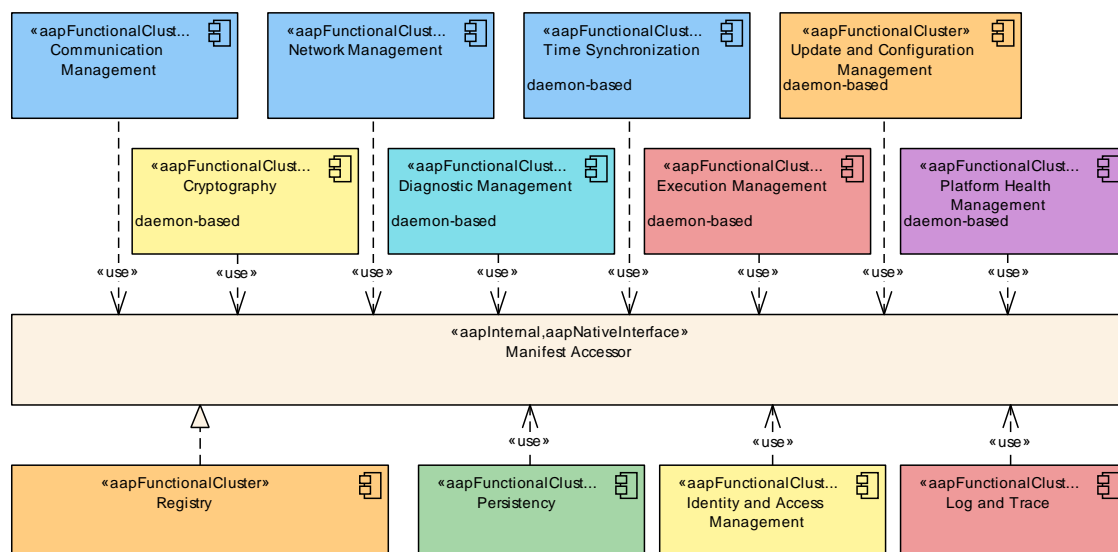 «aapFunctionalClust...
Communication
Management
«aapFunctionalClust...
Network Management
«aapFunctionalClust...
Time Synchronization
daemon-based
«aapFunctionalCluster»
Update and Configuration
Management
daemon-based
«aapFunctionalClust...
Cryptography
daemon-based
«aapFunctionalClust...
Diagnostic Management
daemon-based
«aapFunctionalClust...
Execution Management
daemon-based
«aapFunctionalClust...
Platform Health
Management
daemon-based
«use»
«use»
«use»
«use»
«use»
«use»
«use»
«use»
«aapInternal,aapNativeInterface»
Manifest Accessor
«use»
«use»
«use»
«aapFunctionalCluster»
Registry
«aapFunctionalClust...
Persistency
«aapFunctionalClust...
Identity and Access
Management
«aapFunctionalClust...
Log and Trace